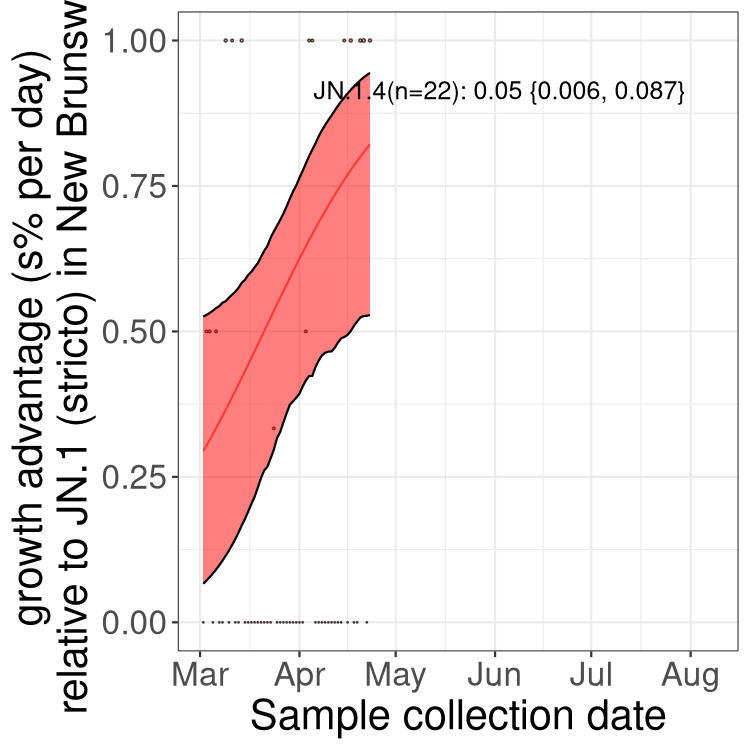 growth advantage (s% per day)
relative to JN.1 (stricto) in New Brunsw
1.00
0.75
0.50
0.25
0.00
JN.1.4(n=22): 0.05 {0.006, 0.087}
Mar Apr May Jun Jul Aug
Sample collection date